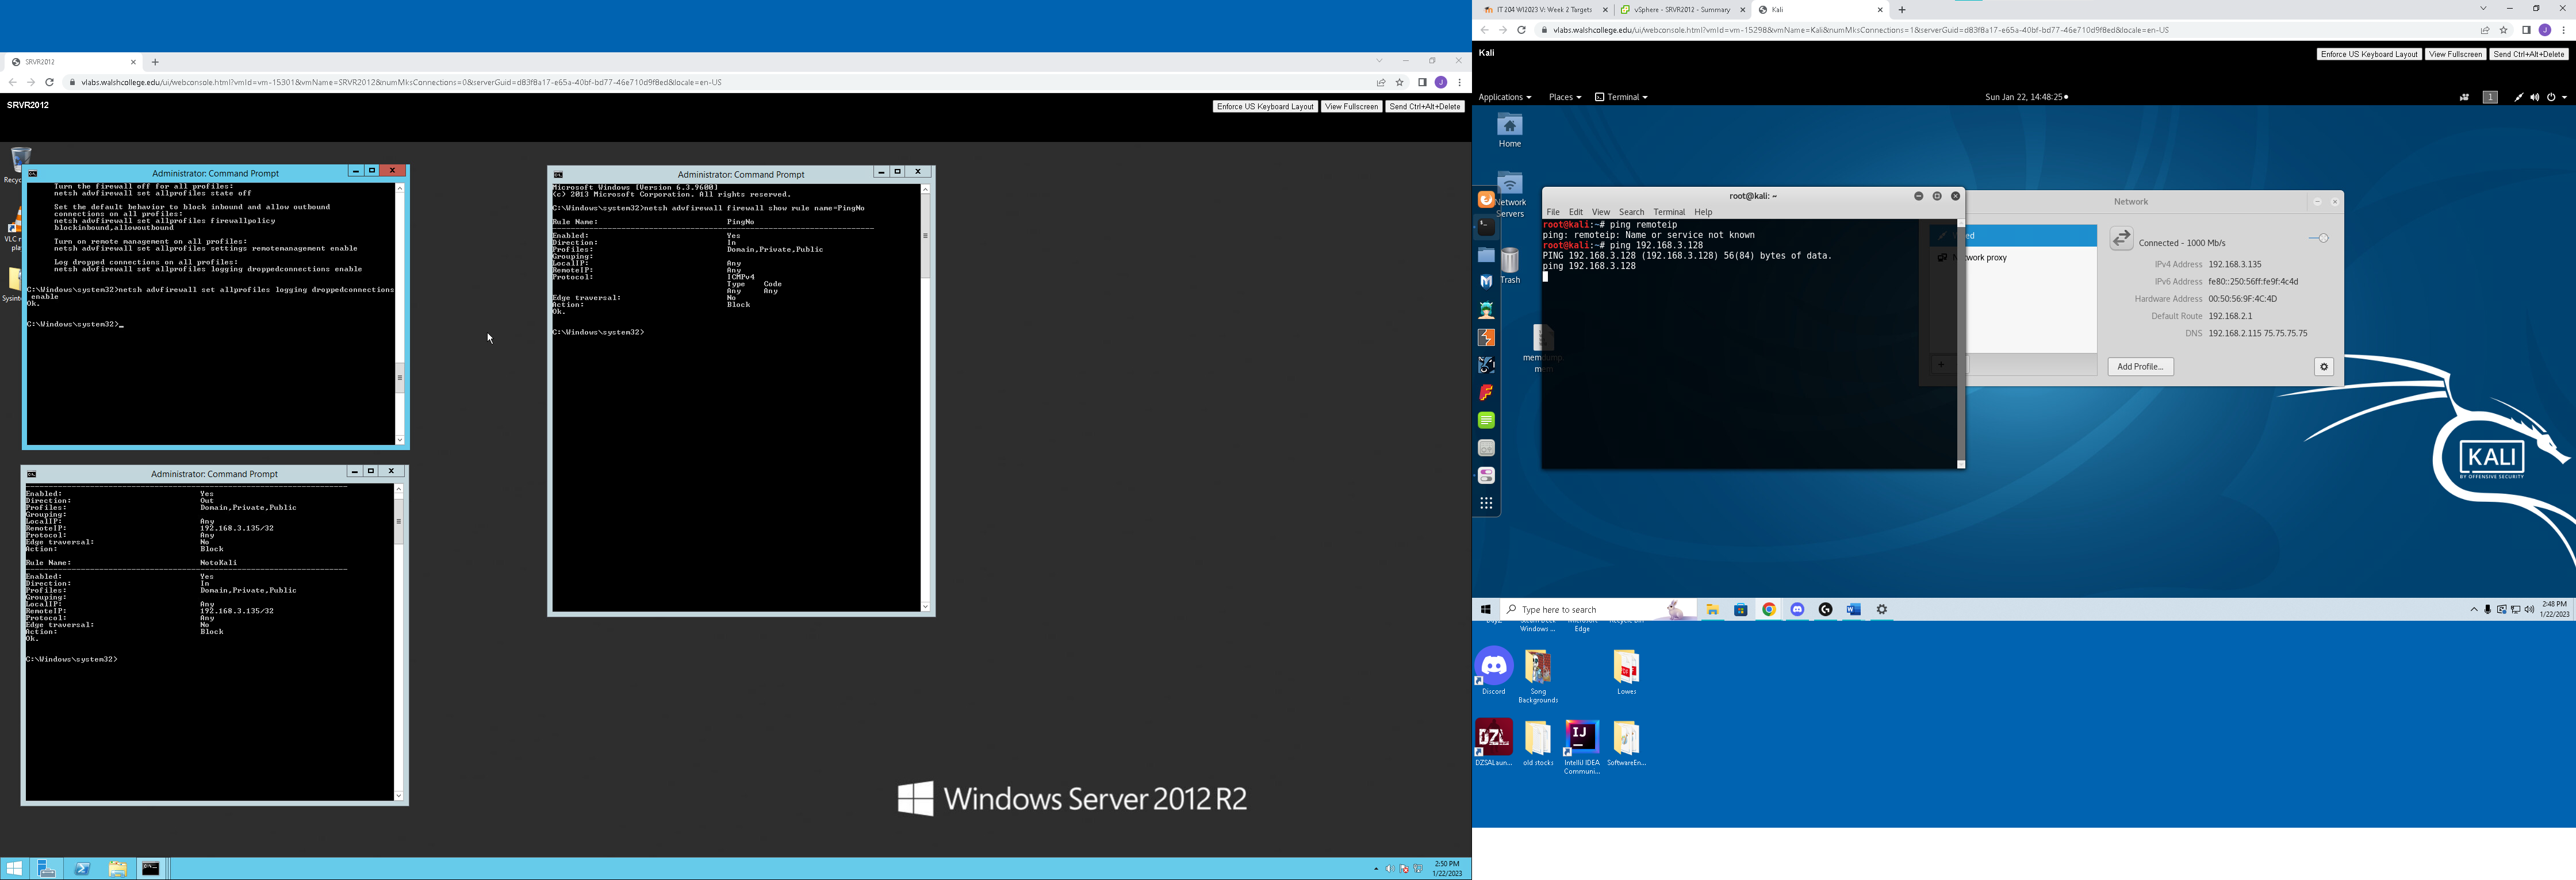 SRVR2012
vlabs.walshcollege.edu/ui/webconsole.html?vmId=vm-15301&vmName=SRVR2012&numMksConnections=0&serverGuid=d83f8a17-e65a-40bf-bd77-46e710d9f8ed&locale=en-US
SRVR2012
Enforce US Keyboard Layout
View Fullscreen
Send Ctrl+Alt+Delete
Administrator: Command Prompt
Turn the firewall off for all profiles:
netsh advfirewall set allprofiles state off
Set the default behavior to block inbound and allow outbound
connections on all profiles:
netsh advfirewall set allprofiles firewallpolicy
blockinbound,allowoutbound
Turn on remote management on all profiles:
netsh advfirewall set allprofiles settings remotemanagement enable
Log dropped connections on all profiles:
netsh advfirewall set allprofiles logging droppedconnections enable
C:\Windows\system32>netsh advfirewall set allprofiles logging droppedconnections
enable
Ok.
C:\Windows\system32>_
Administrator: Command Prompt
Enabled: Yes
Direction: Out
Profiles: Domain,Private,Public
Grouping:
LocalIP: Any
RemoteIP: 192.168.3.135/32
Protocol: Any
Edge traversal: No
Action: Block
Rule Name: NotoKali
Enabled: Yes
Direction: In
Profiles: Domain,Private,Public
Grouping:
LocalIP: Any
RemoteIP: 192.168.3.135/32
Protocol: Any
Edge traversal: No
Action: Block
Ok.
C:\Windows\system32>
Administrator: Command Prompt
Microsoft Windows [Version 6.3.9600]
(c) 2013 Microsoft Corporation. All rights reserved.
C:\Windows\system32>netsh advfirewall firewall show rule name=PingNo
Rule Name: PingNo
Enabled: Yes
Direction: In
Profiles: Domain,Private,Public
Grouping:
LocalIP: Any
RemoteIP: Any
Protocol: ICMPv4
Type Code
Any Any
Edge traversal: No
Action: Block
Ok.
C:\Windows\system32>
Windows Server 2012 R2
2:50 PM
1/22/2023
IT 204 WI2023 V: Week 2 Targets
vSphere - SRVR2012 - Summary
Kali
vlabs.walshcollege.edu/ui/webconsole.html?vmId=vm-15298&vmName=Kali&numMksConnections=1&serverGuid=d83f8a17-e65a-40bf-bd77-46e710d9f8ed&locale=en-US
Kali
Enforce US Keyboard Layout
View Fullscreen
Send Ctrl+Alt+Delete
Applications Places Terminal
Sun Jan 22, 14:48:25
1
Home
Network
Servers
Trash
root@kali: ~
File Edit View Search Terminal Help
root@kali:~# ping remoteip
ping: remoteip: Name or service not known
root@kali:~# ping 192.168.3.128
PING 192.168.3.128 (192.168.3.128) 56(84) bytes of data.
ping 192.168.3.128
Network
Connected - 1000 Mb/s
IPv4 Address 192.168.3.135
IPv6 Address fe80::250:56ff:fe9f:4c4d
Hardware Address 00:50:56:9F:4C:4D
Default Route 192.168.2.1
DNS 192.168.2.115 75.75.75.75
Add Profile...
KALI
BY OFFENSIVE SECURITY
Type here to search
2:48 PM
1/22/2023
Windows ...
Edge
Discord
Song
Backgrounds
Lowes
DZL
IJ
DZSALaun...
old stocks
IntelliJ IDEA
Communi...
SoftwareEn...